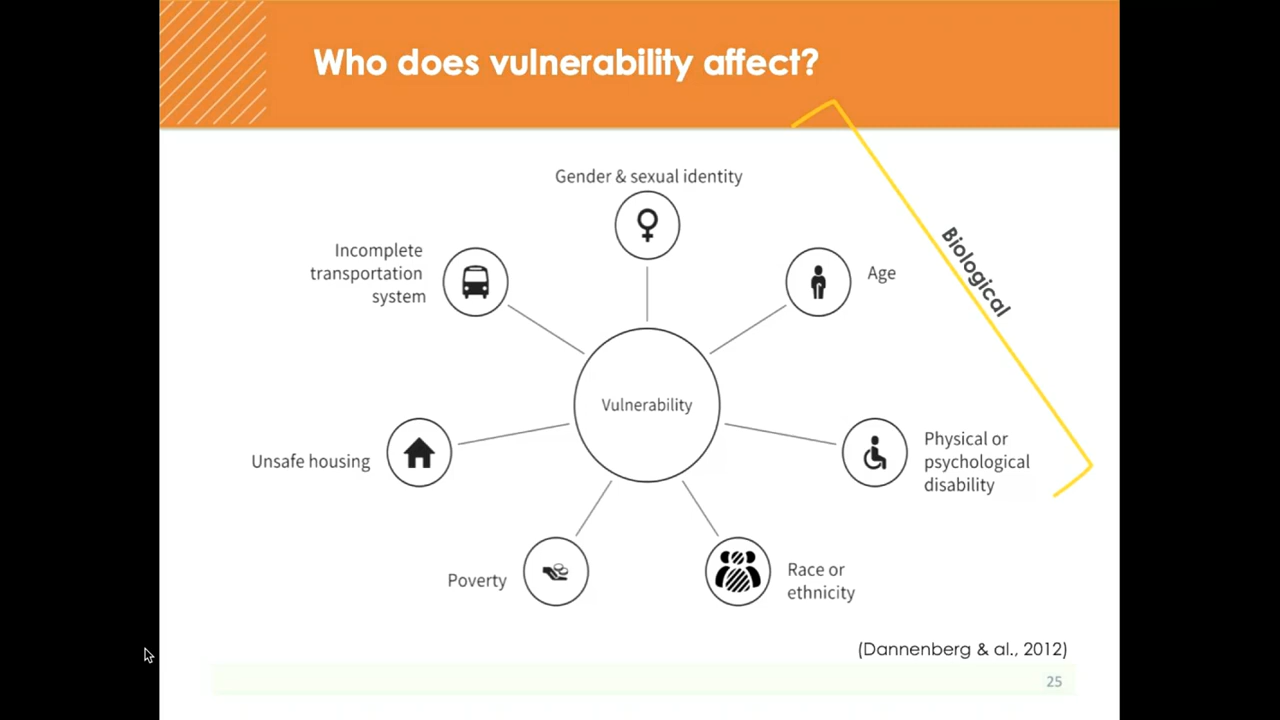 Who does vulnerability affect?
Gender & sexual identity
Incomplete
transportation
system
Age
Biological
Vulnerability
Unsafe housing
Physical or
psychological
disability
Poverty
Race or
ethnicity
(Dannenberg & al., 2012)
25